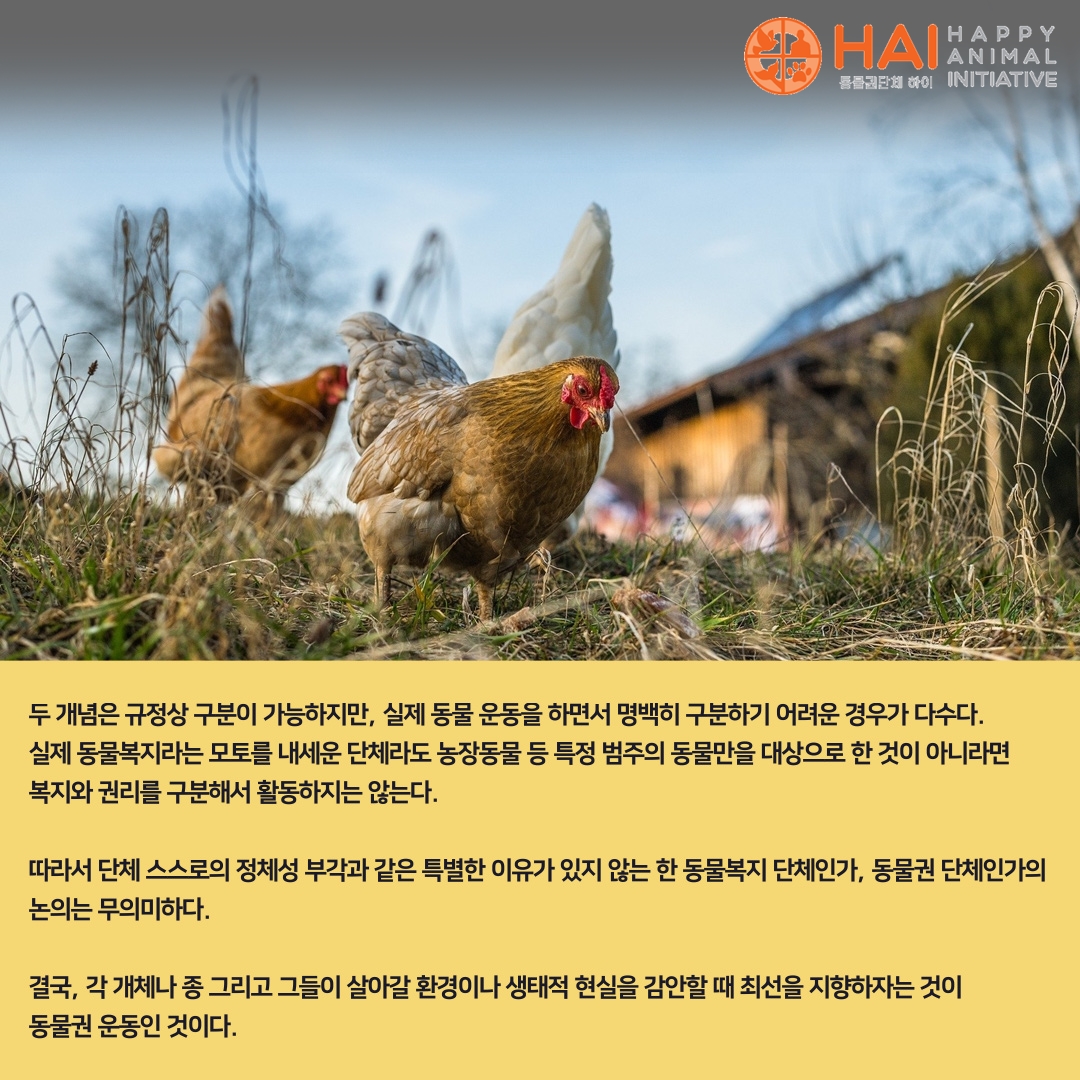 HAI HAPPY
ANIMAL
INITIATIVE
동물권단체 하이
두 개념은 규정상 구분이 가능하지만, 실제 동물 운동을 하면서 명백히 구분하기 어려운 경우가 다수다.
실제 동물복지라는 모토를 내세운 단체라도 농장동물 등 특정 범주의 동물만을 대상으로 한 것이 아니라면
복지와 권리를 구분해서 활동하지는 않는다.
따라서 단체 스스로의 정체성 부각과 같은 특별한 이유가 있지 않는 한 동물복지 단체인가, 동물권 단체인가의
논의는 무의미하다.
결국, 각 개체나 종 그리고 그들이 살아갈 환경이나 생태적 현실을 감안할 때 최선을 지향하자는 것이
동물권 운동인 것이다.